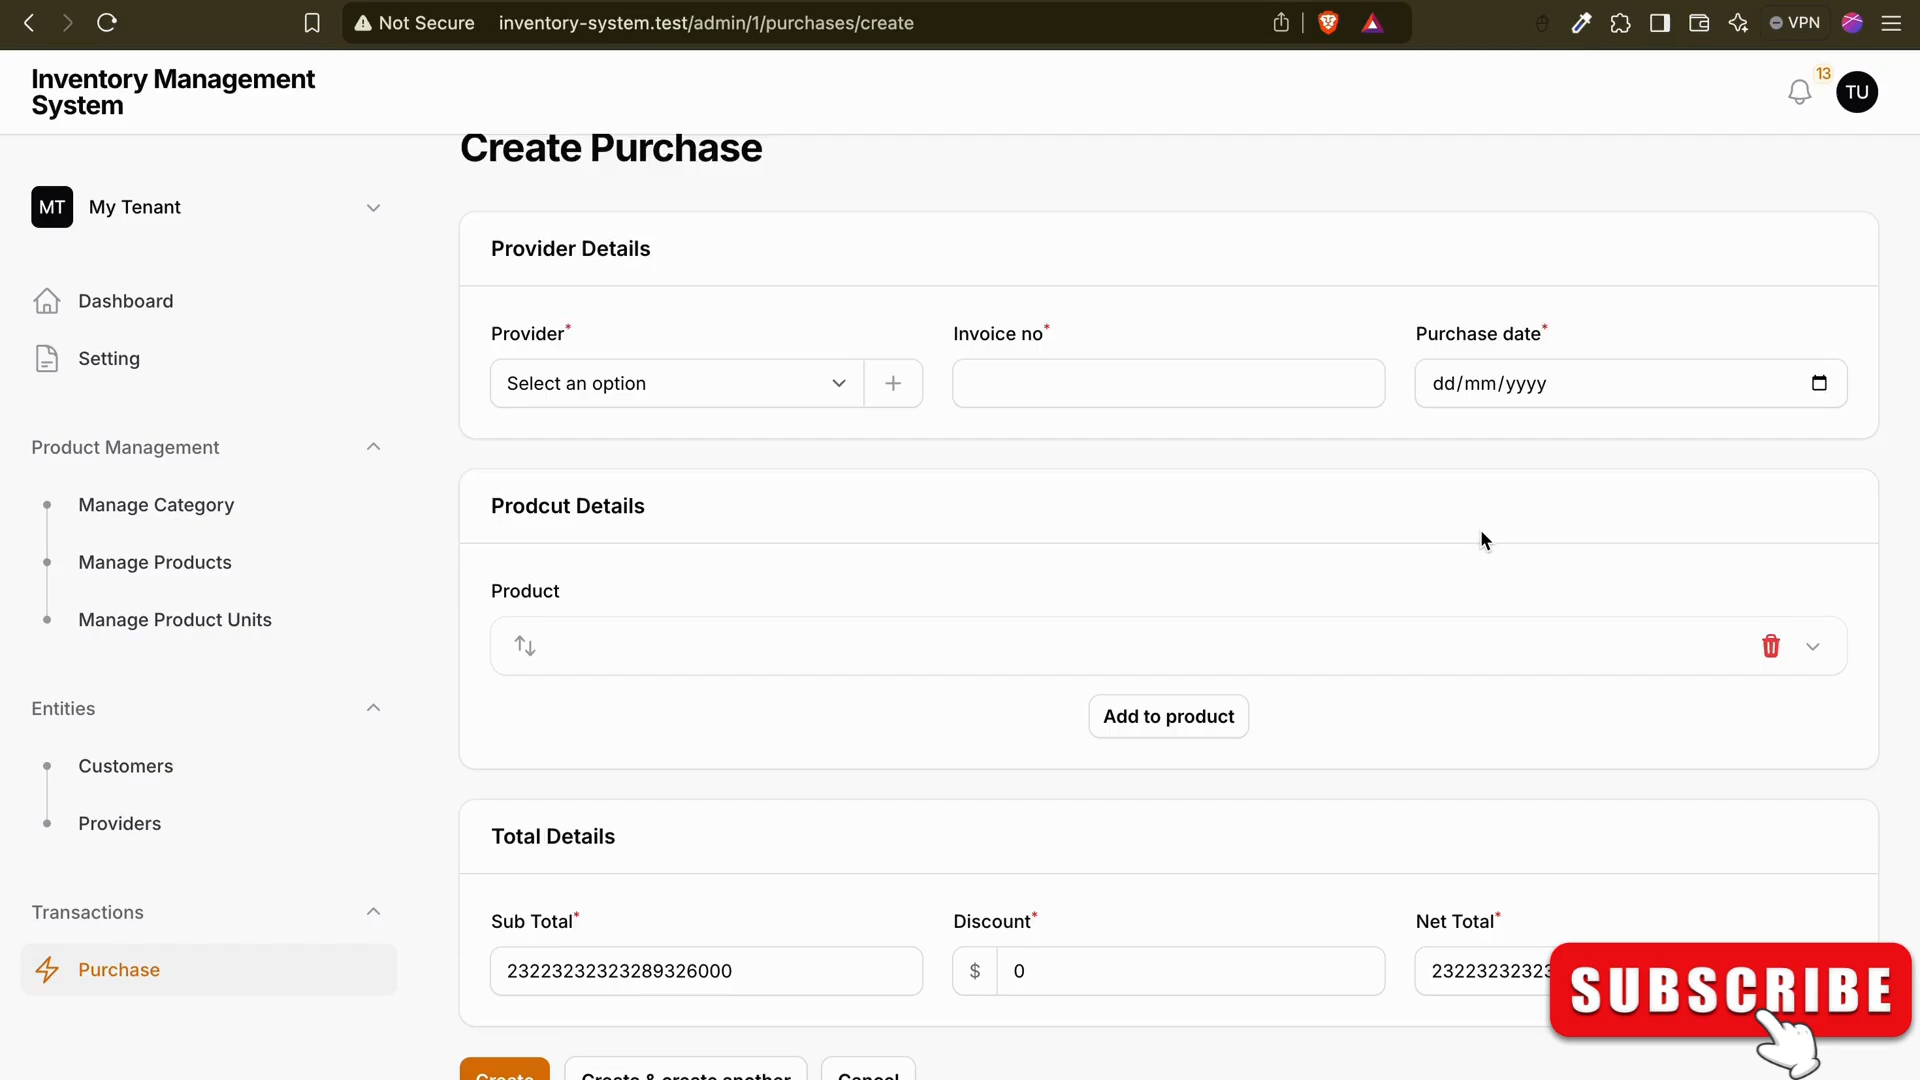 Not Secure inventory-system.test/admin/1/purchases/create
VPN
Inventory Management
System
13
TU
Create Purchase
MT My Tenant
Provider Details
Dashboard
Provider* Invoice no* Purchase date*
Setting
Select an option
dd/mm/yyyy
Product Management
Manage Category
Prodcut Details
Manage Products
Product
Manage Product Units
Entities
Add to product
Customers
Providers
Total Details
Transactions
Sub Total* Discount* Net Total*
Purchase
23223232323289326000
$ 0
SUBSCRIBE
Create Create & create another Cancel